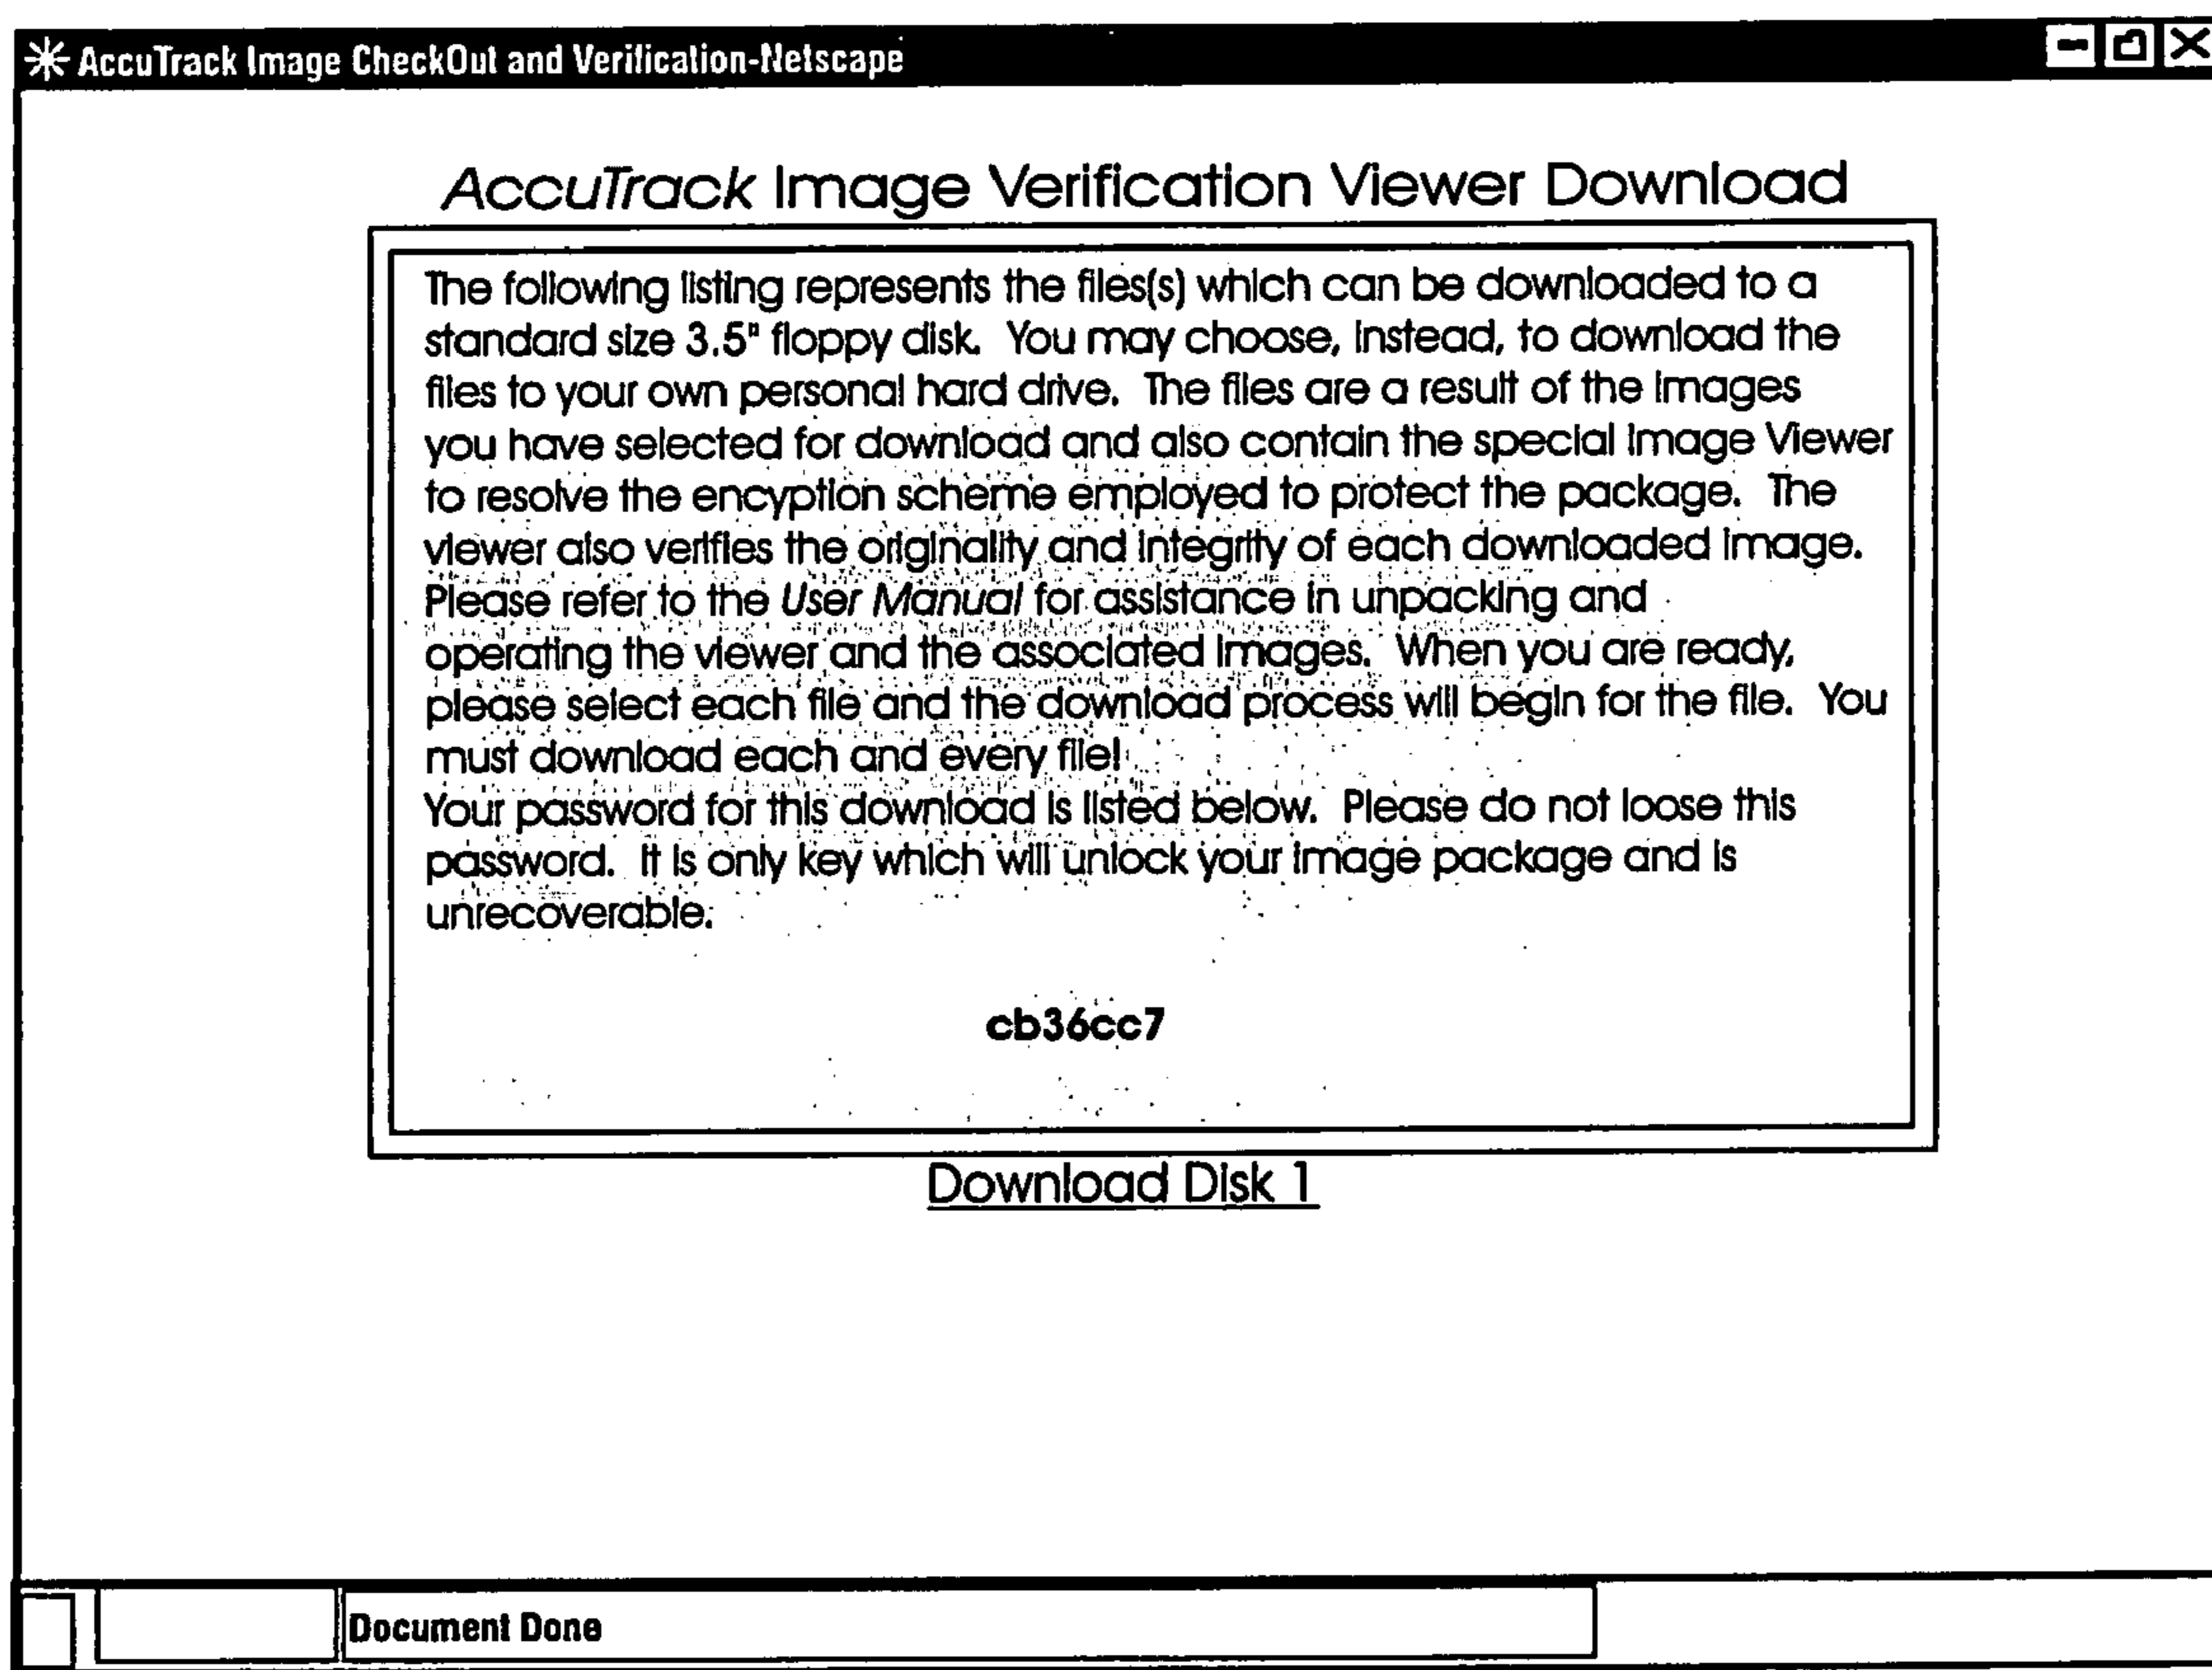 AccuTrack Image CheckOut and Verification-Netscape
AccuTrack Image Verification Viewer Download
The following listing represents the files(s) which can be downloaded to a
standard size 3.5" floppy disk. You may choose, instead, to download the
files to your own personal hard drive. The files are a result of the images
you have selected for download and also contain the special Image Viewer
to resolve the encyption scheme employed to protect the package. The
viewer also verifies the originality and integrity of each downloaded image.
Please refer to the User Manual for assistance in unpacking and
operating the viewer and the associated images. When you are ready,
please select each file and the download process will begin for the file. You
must download each and every file!
Your password for this download is listed below. Please do not loose this
password. It is only key which will unlock your image package and is
unrecoverable.
cb36cc7
Download Disk 1
Document Done